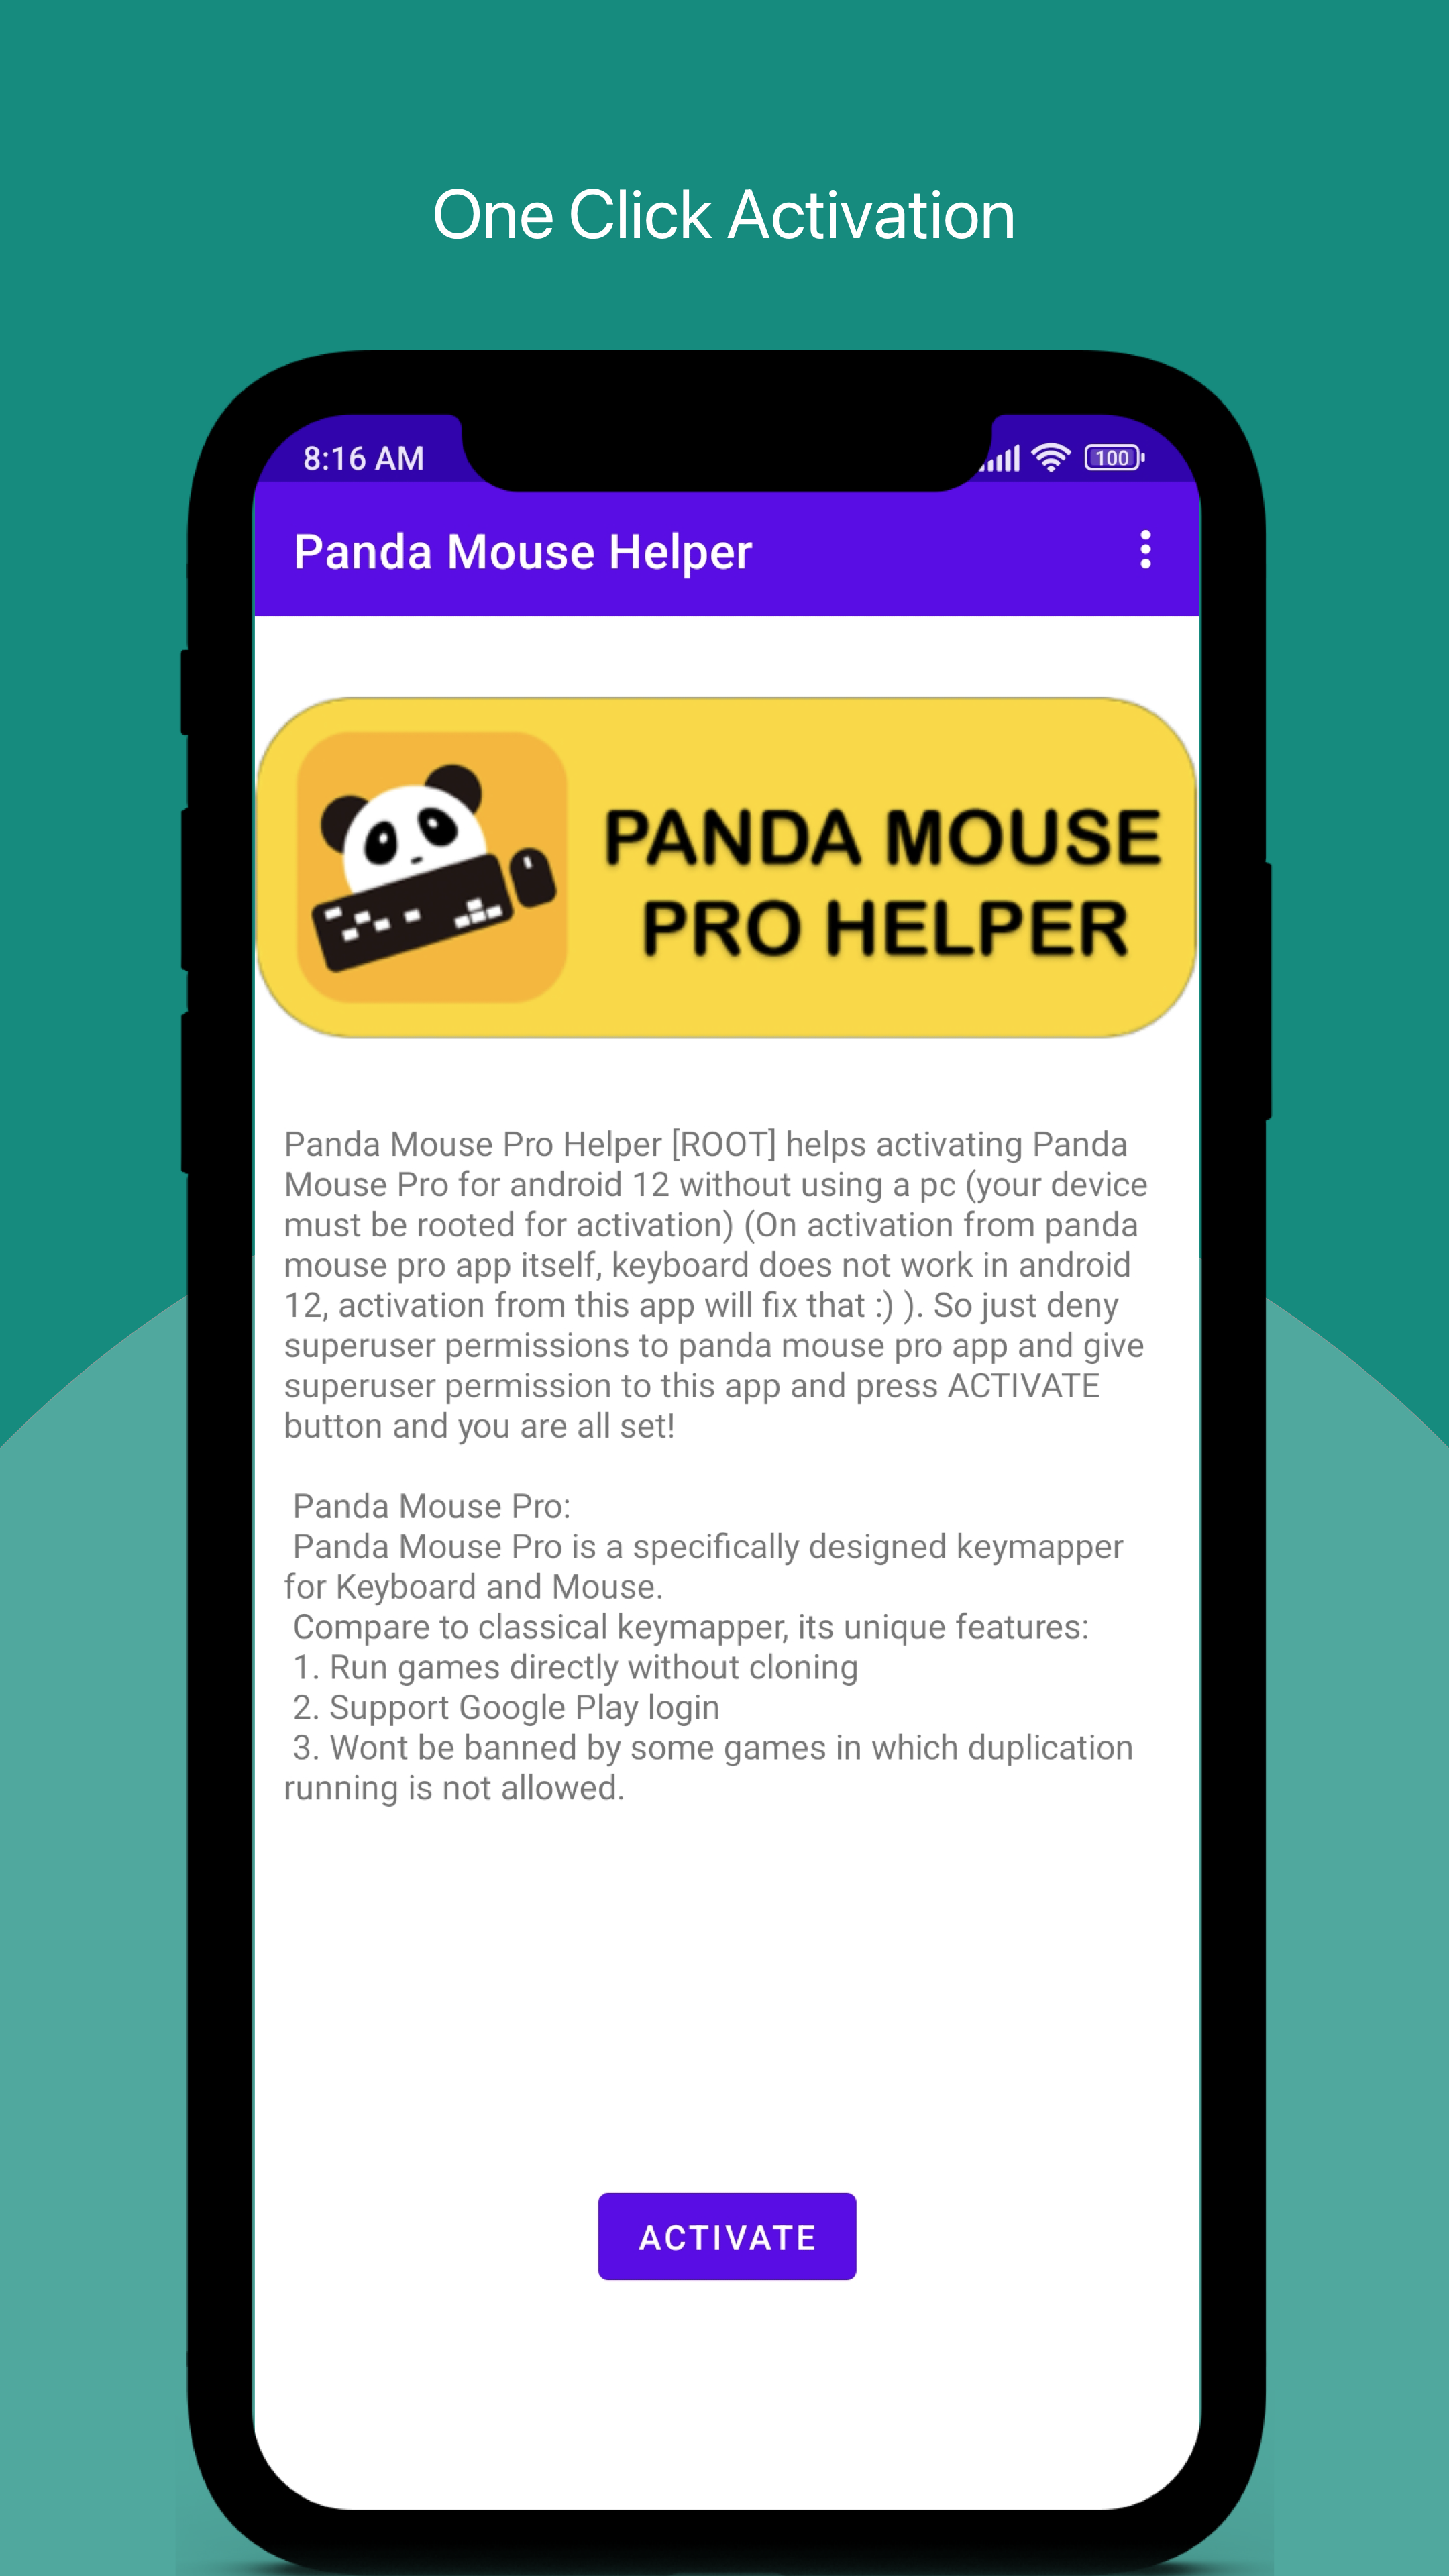 One Click Activation
8:16 AM
100
Panda Mouse Helper
PANDA MOUSE
PRO HELPER
Panda Mouse Pro Helper [ROOT] helps activating Panda
Mouse Pro for android 12 without using a pc (your device
must be rooted for activation) (On activation from panda
mouse pro app itself, keyboard does not work in android
12, activation from this app will fix that :) ). So just deny
superuser permissions to panda mouse pro app and give
superuser permission to this app and press ACTIVATE
button and you are all set!
Panda Mouse Pro:
Panda Mouse Pro is a specifically designed keymapper
for Keyboard and Mouse.
Compare to classical keymapper, its unique features:
1. Run games directly without cloning
2. Support Google Play login
3. Wont be banned by some games in which duplication
running is not allowed.
ACTIVATE